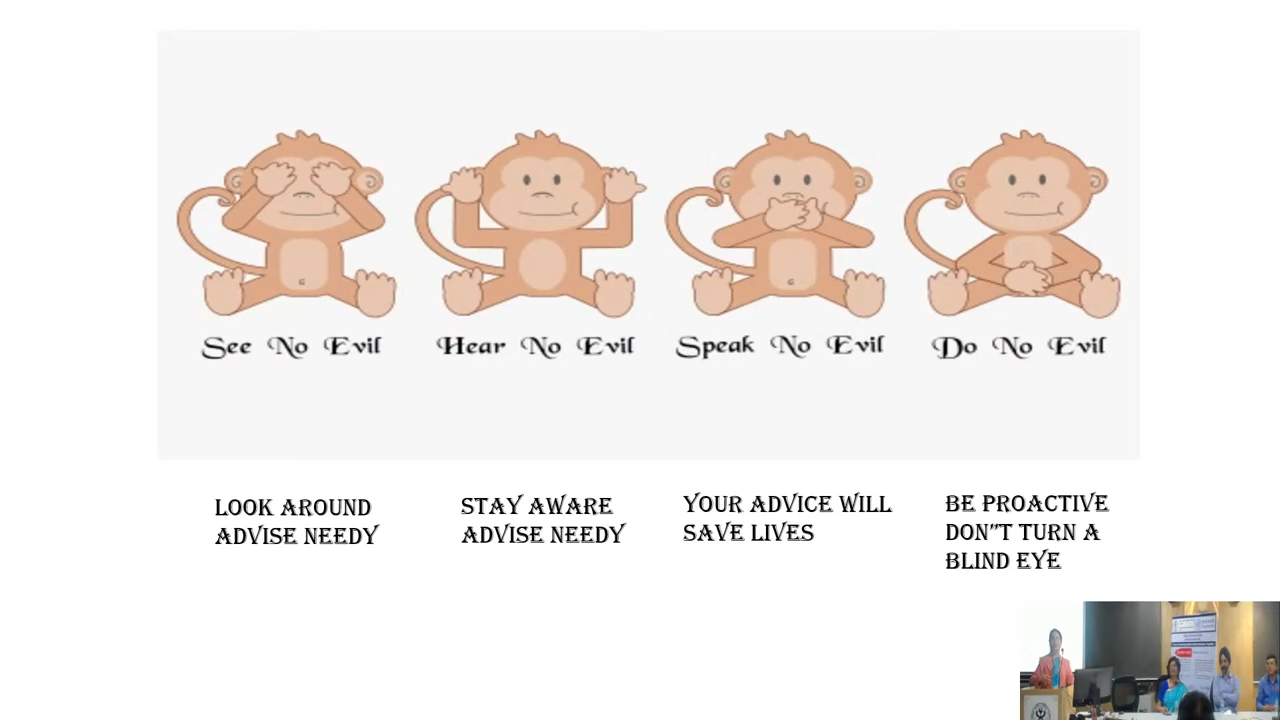 See No Evil
Hear No Evil
Speak No Evil
Do No Evil
LOOK AROUND
ADVISE NEEDY
STAY AWARE
ADVISE NEEDY
YOUR ADVICE WILL
SAVE LIVES
BE PROACTIVE
DON"T TURN A
BLIND EYE